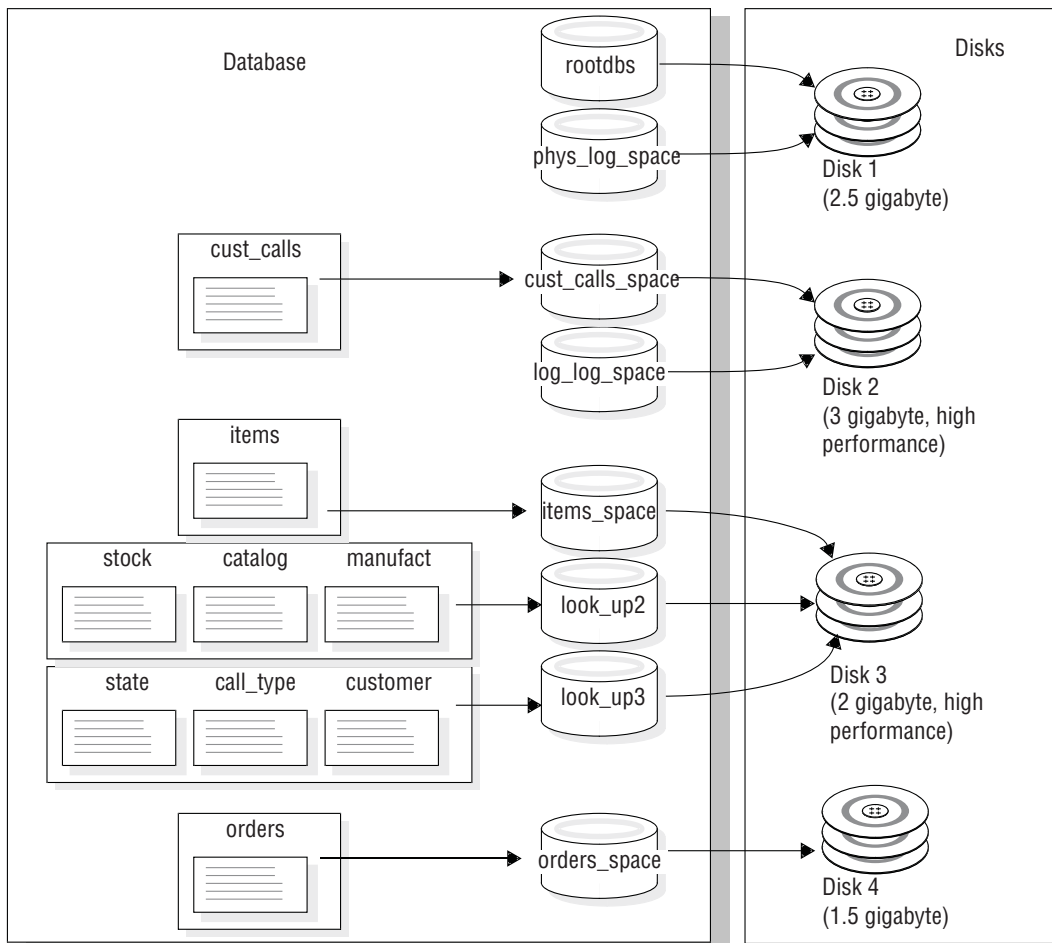 Database
Disks
rootdbs
phys_log_space
Disk 1
(2.5 gigabyte)
cust_calls
cust_calls_space
log_log_space
Disk 2
(3 gigabyte, high
performance)
items
items_space
stock
catalog
manufact
look_up2
state
call_type
customer
look_up3
Disk 3
(2 gigabyte, high
performance)
orders
orders_space
Disk 4
(1.5 gigabyte)